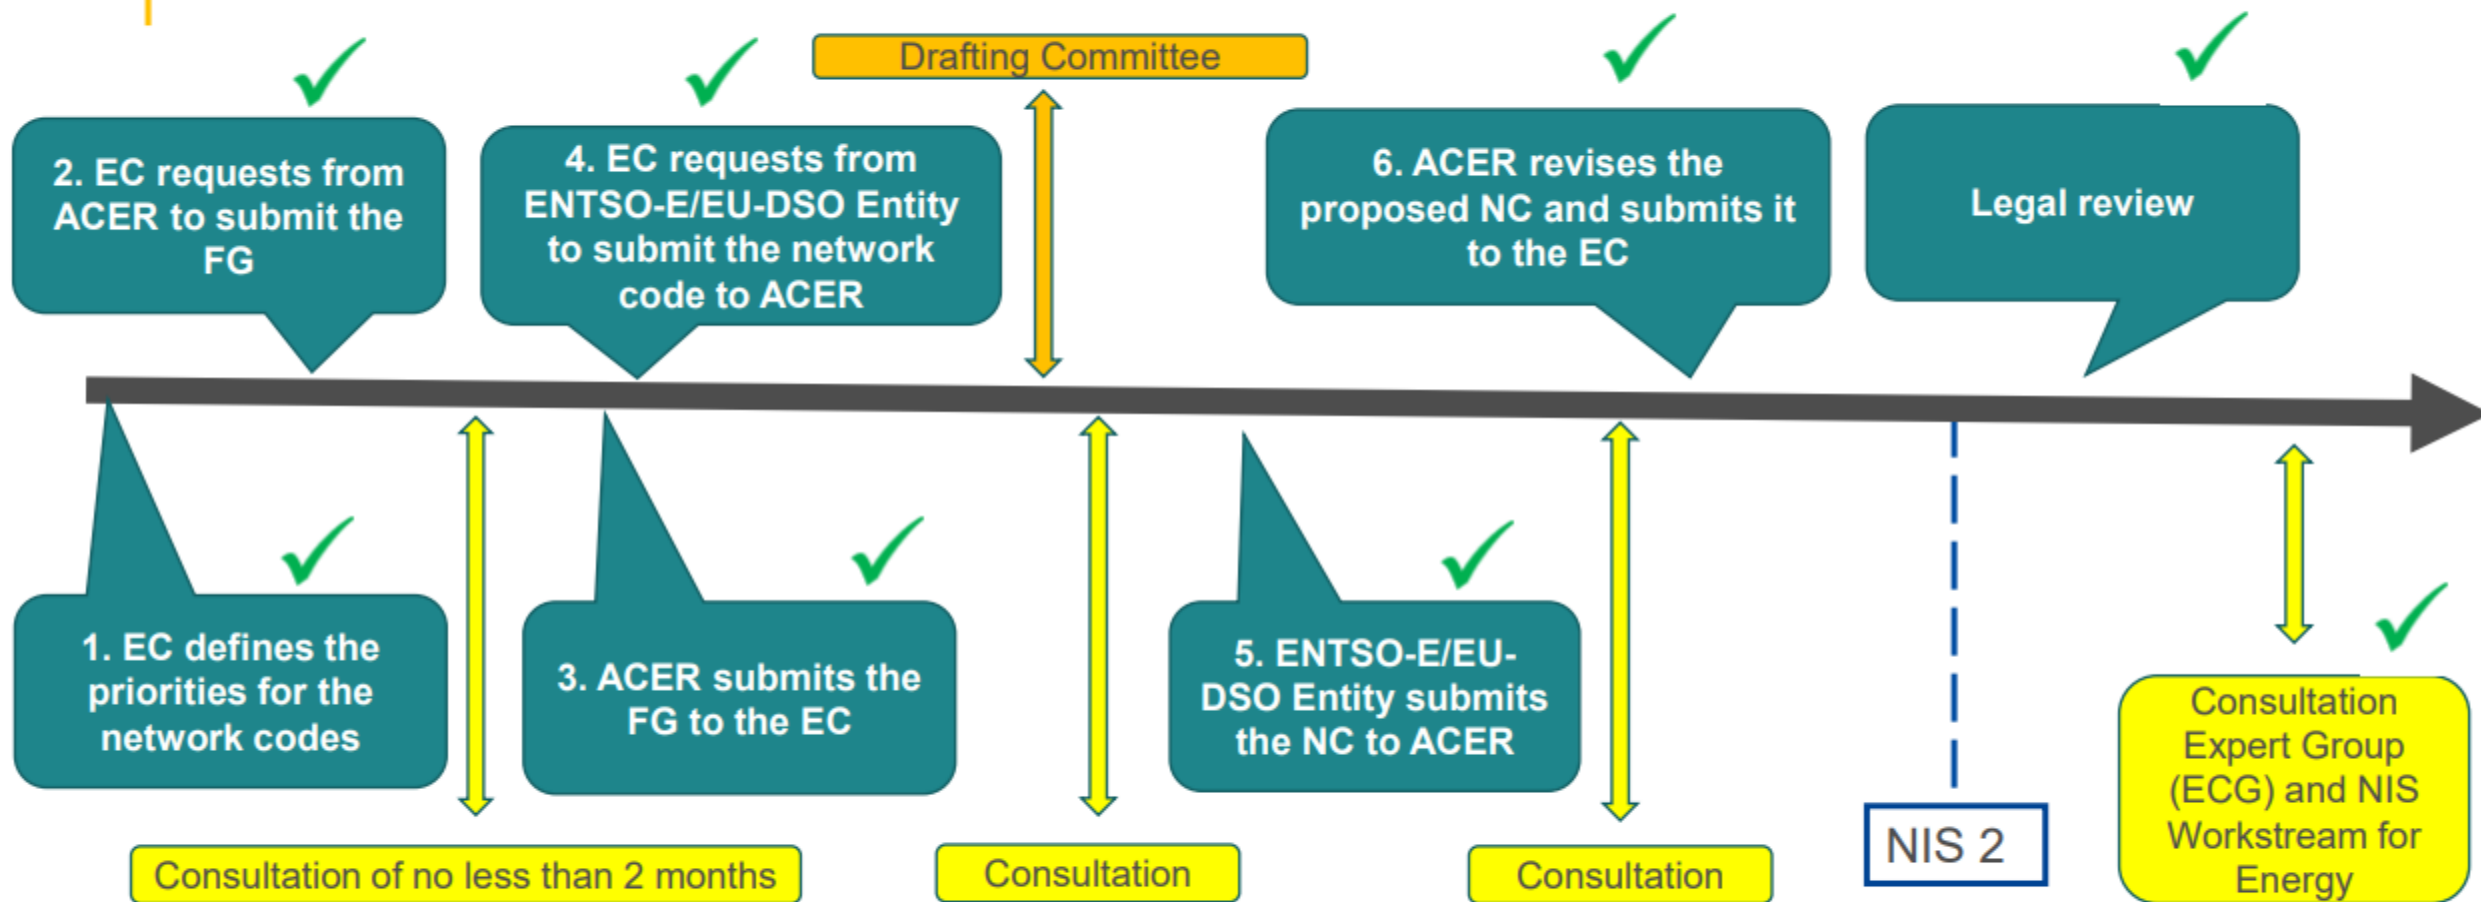 Drafting Committee
2. EC requests from
ACER to submit the
FG
4. EC requests from
ENTSO-E/EU-DSO Entity
to submit the network
code to ACER
6. ACER revises the
proposed NC and submits it
to the EC
Legal review
1. EC defines the
priorities for the
network codes
3. ACER submits the
FG to the EC
5. ENTSO-E/EU-
DSO Entity submits
the NC to ACER
Consultation of no less than 2 months
Consultation
Consultation
NIS 2
Consultation
Expert Group
(ECG) and NIS
Workstream for
Energy